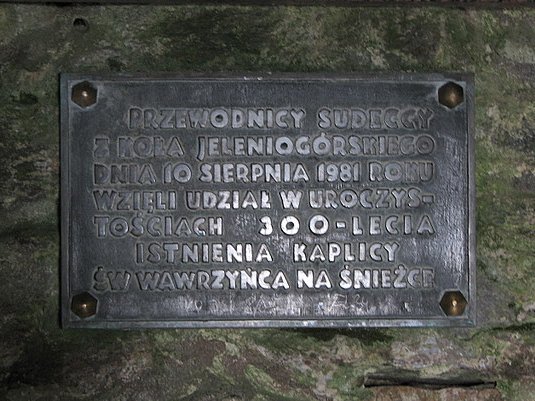 PRZEWODNICY SUDECCY
Z KOŁA JELENIOGÓRSKIEGO
DNIA 10 SIERPNIA 1981 ROKU
WZIĘLI UDZIAŁ W UROCZYS-
TOŚCIACH 300-LECIA
ISTNIENIA KAPLICY
ŚW WAWRZYŃCA NA ŚNIEŻCE